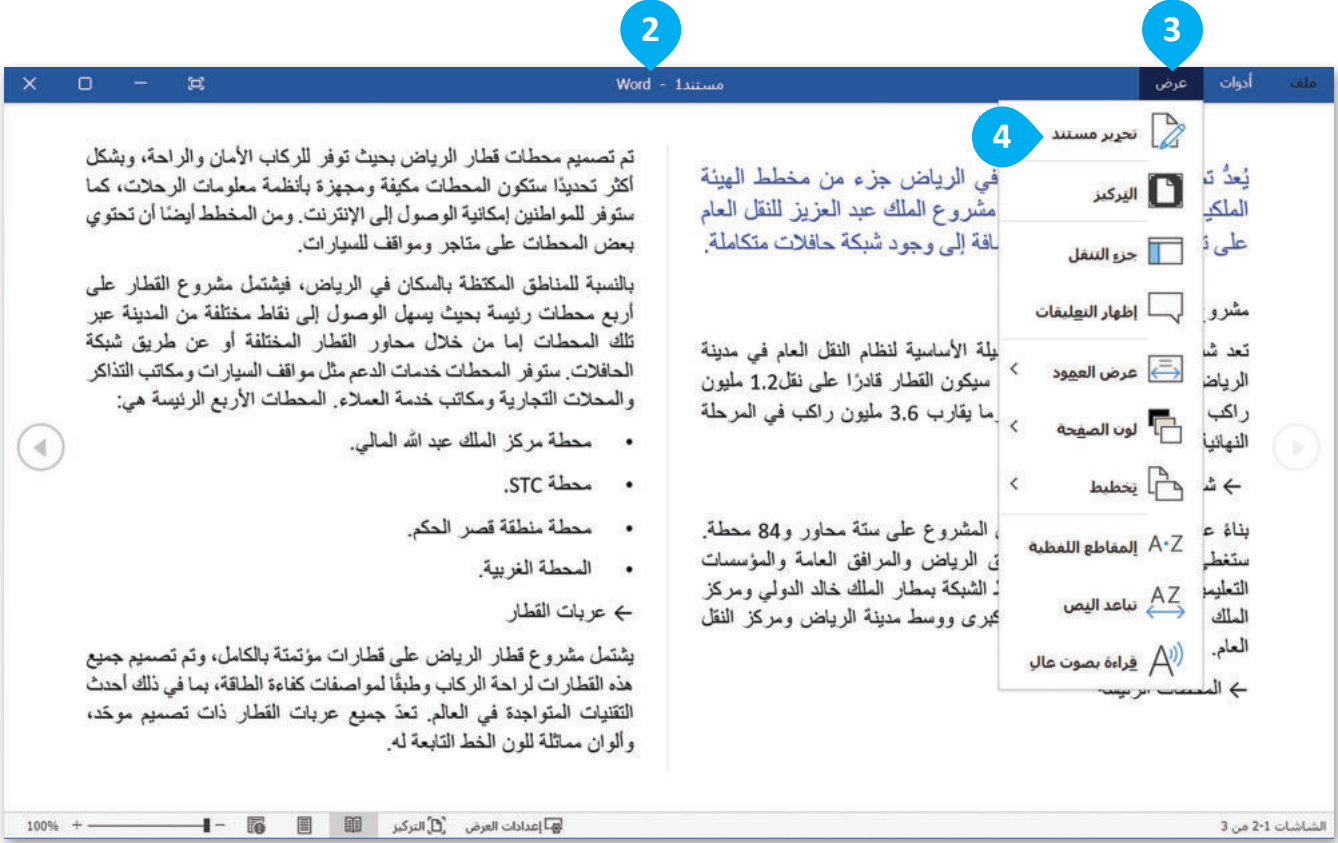 2
3
ملف أدوات عرض
مستند1 - Word
4
تحرير مستند
التركيز
جزء التنقل
إظهار التعليقات
عرض العمود
لون الصفحة
تخطيط
A·Z المقاطع اللفظية
AZ تباعد النص
A قراءة بصوت عالٍ
يُعدُّ في الرياض جزء من مخطط الهيئة
مشروع الملك عبد العزيز للنقل العام
على إلى وجود شبكة حافلات متكاملة.
تعد الأساسية لنظام النقل العام في مدينة
سيكون القطار قادرًا على نقل1.2 مليون
راكب ما يقارب 3.6 مليون راكب في المرحلة
بناءً المشروع على ستة محاور و84 محطة.
الرياض والمرافق العامة والمؤسسات
الشبكة بمطار الملك خالد الدولي ومركز
الملك ووسط مدينة الرياض ومركز النقل
العام.
تم تصميم محطات قطار الرياض بحيث توفر للركاب الأمان والراحة، وبشكل
أكثر تحديدًا ستكون المحطات مكيفة ومجهزة بأنظمة معلومات الرحلات، كما
ستوفر للمواطنين إمكانية الوصول إلى الإنترنت. ومن المخطط أيضًا أن تحتوي
بعض المحطات على متاجر ومواقف للسيارات.
بالنسبة للمناطق المكتظة بالسكان في الرياض، فيشتمل مشروع القطار على
أربع محطات رئيسة بحيث يسهل الوصول إلى نقاط مختلفة من المدينة عبر
تلك المحطات إما من خلال محاور القطار المختلفة أو عن طريق شبكة
الحافلات. ستوفر المحطات خدمات الدعم مثل مواقف السيارات ومكاتب التذاكر
والمحلات التجارية ومكاتب خدمة العملاء. المحطات الأربع الرئيسة هي:
• محطة مركز الملك عبد الله المالي.
• محطة STC.
• محطة منطقة قصر الحكم.
• المحطة الغربية.
← عربات القطار
يشتمل مشروع قطار الرياض على قطارات مؤتمتة بالكامل، وتم تصميم جميع
هذه القطارات لراحة الركاب وطبقًا لمواصفات كفاءة الطاقة، بما في ذلك أحدث
التقنيات المتواجدة في العالم. تعدّ جميع عربات القطار ذات تصميم موحّد،
وألوان مماثلة للون الخط التابعة له.
الشاشات 1-2 من 3
إعدادات العرض
التركيز
100%